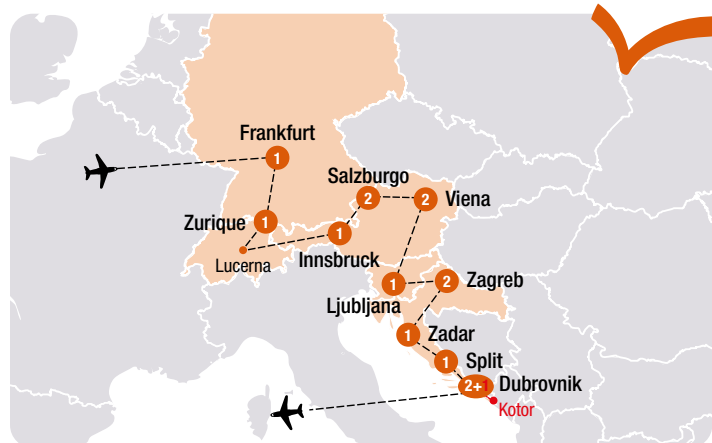 Frankfurt
1
Salzburgo
2
2
Viena
Zurique
1
1
Lucerna
Innsbruck
2
Zagreb
1
Ljubljana
1
Zadar
1
Split
2+1
Dubrovnik
Kotor